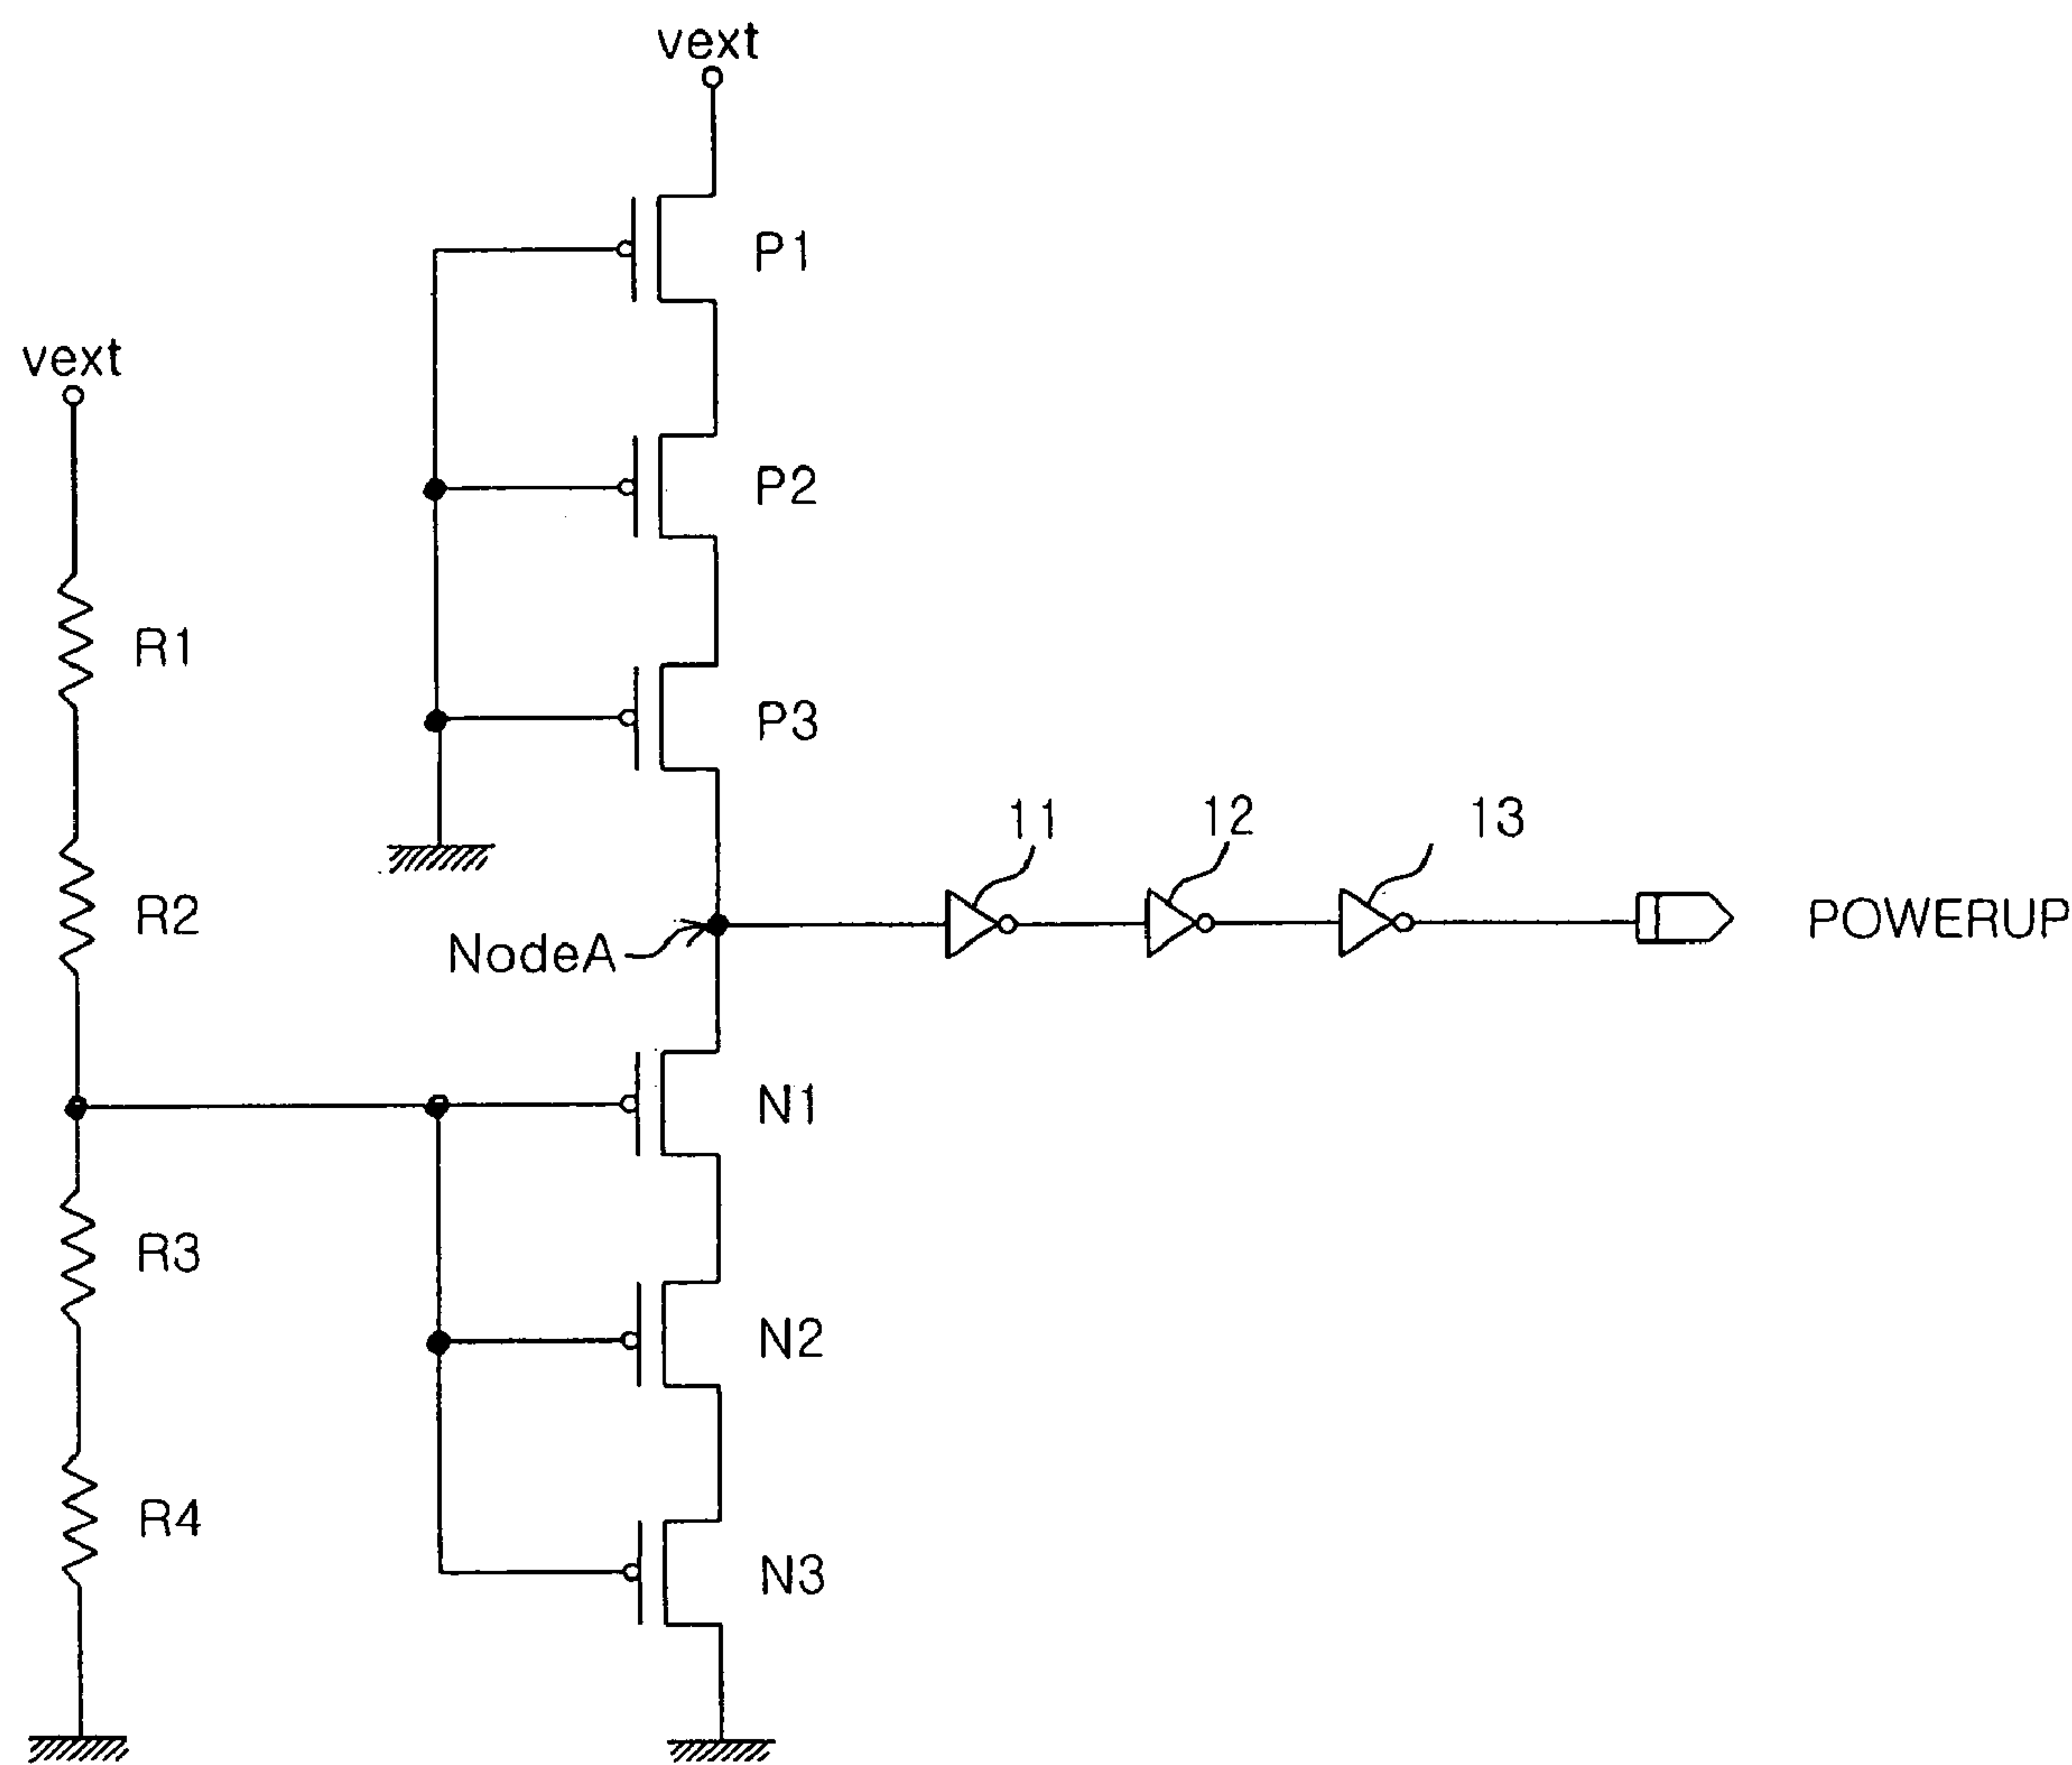 vext
P1
vext
P2
R1
P3
11
12
13
R2
POWERUP
NodeA
N1
R3
N2
R4
N3